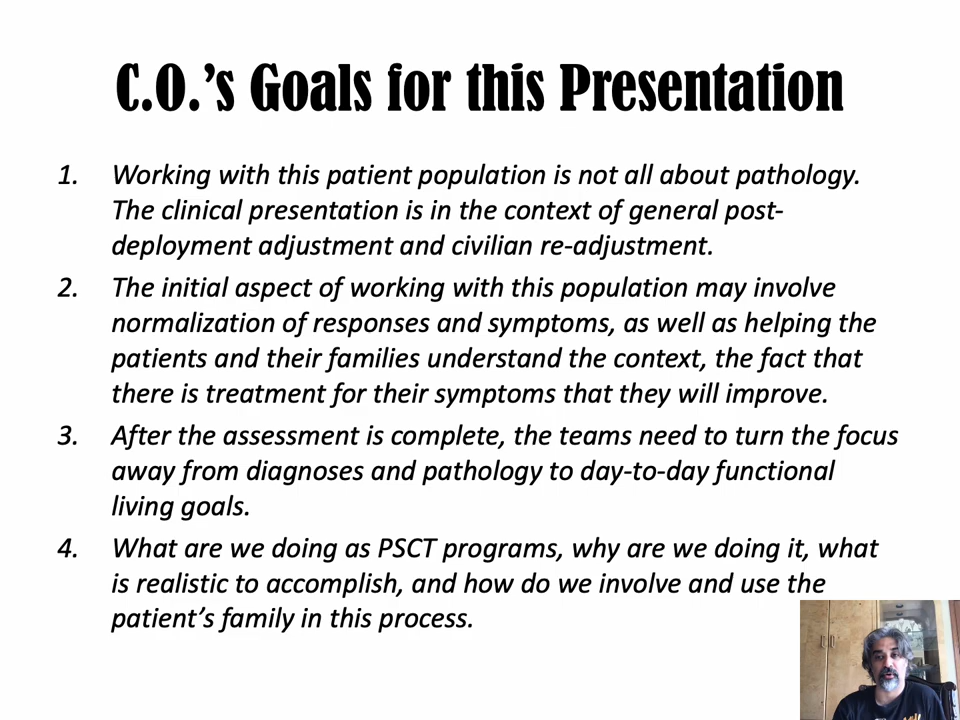 C.O.’s Goals for this Presentation
1. Working with this patient population is not all about pathology.
The clinical presentation is in the context of general post-
deployment adjustment and civilian re-adjustment.
2. The initial aspect of working with this population may involve
normalization of responses and symptoms, as well as helping the
patients and their families understand the context, the fact that
there is treatment for their symptoms that they will improve.
3. After the assessment is complete, the teams need to turn the focus
away from diagnoses and pathology to day-to-day functional
living goals.
4. What are we doing as PSCT programs, why are we doing it, what
is realistic to accomplish, and how do we involve and use the
patient’s family in this process.